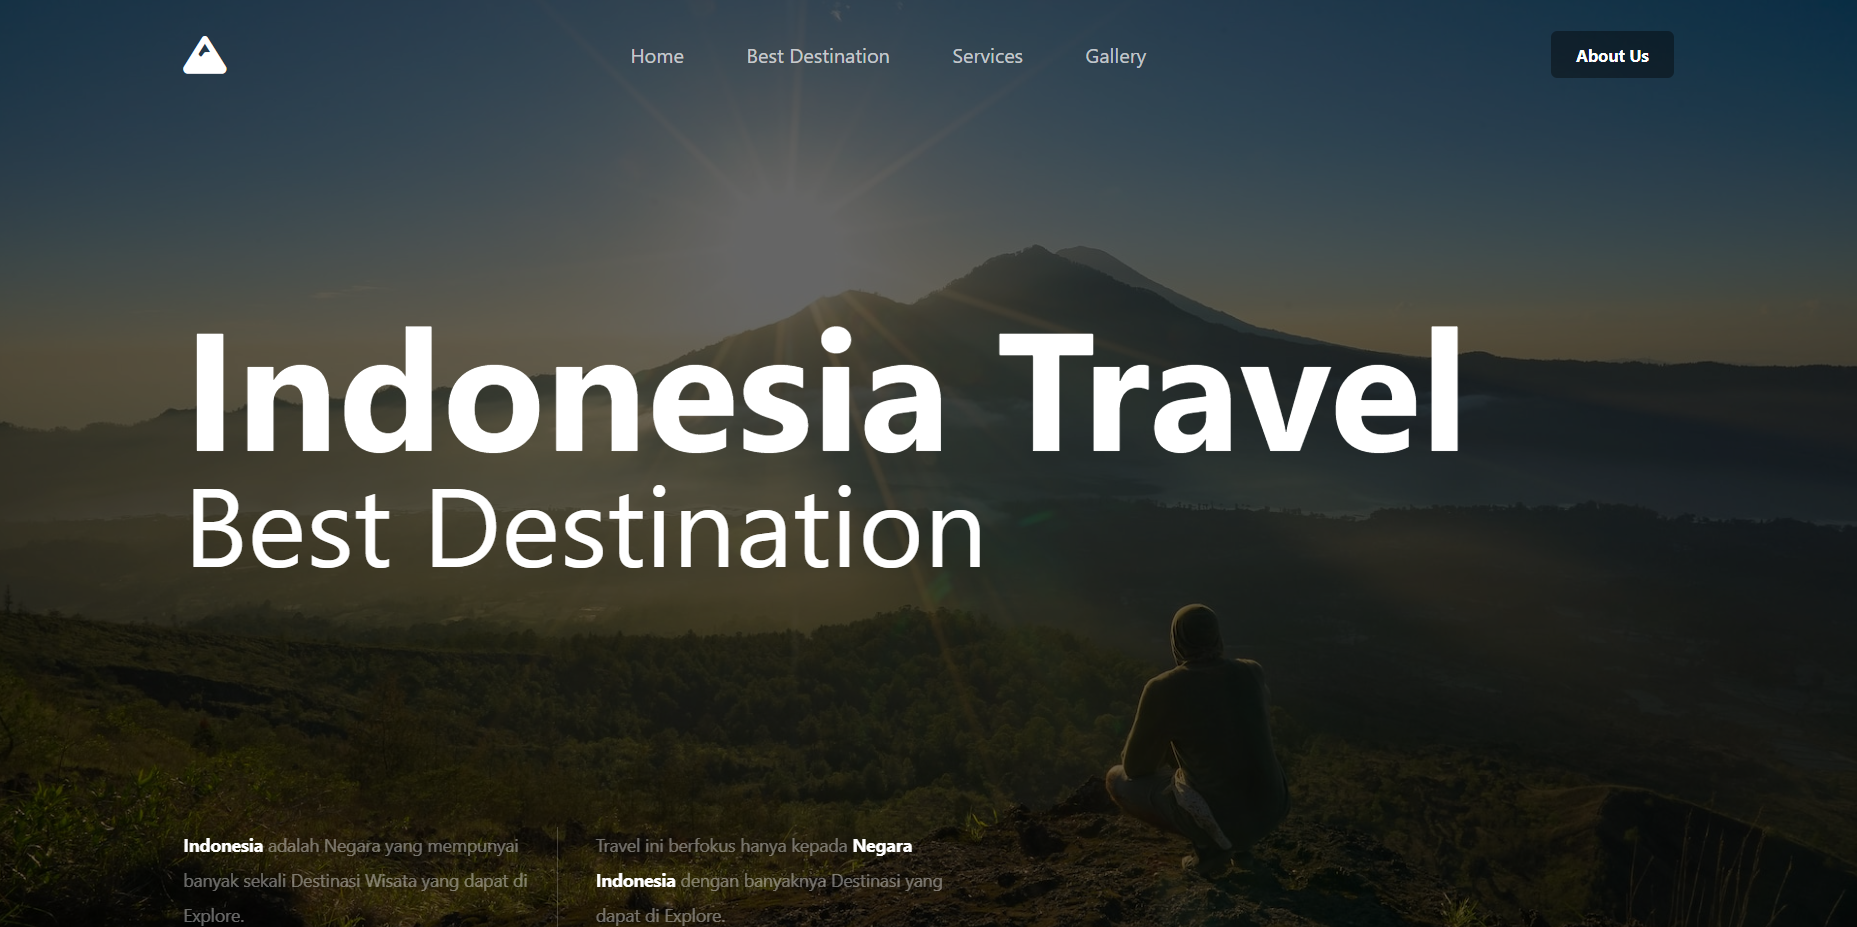 Home Best Destination Services Gallery About Us
Indonesia Travel
Best Destination
Indonesia adalah Negara yang mempunyai
banyak sekali Destinasi Wisata yang dapat di
Explore.
Travel ini berfokus hanya kepada Negara
Indonesia dengan banyaknya Destinasi yang
dapat di Explore.